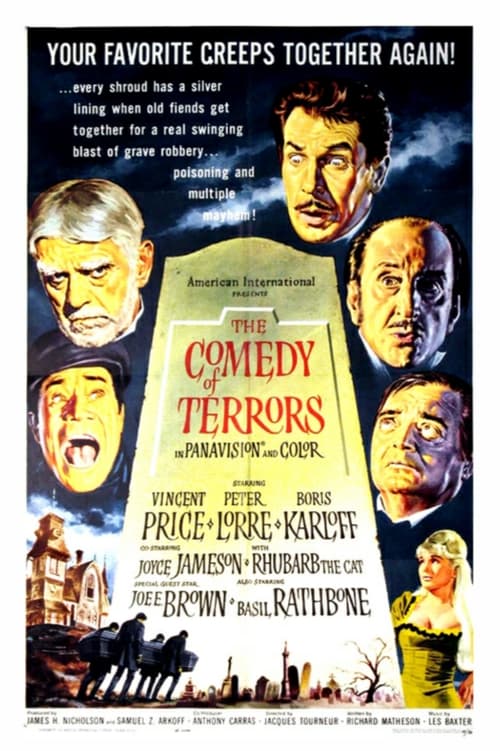 YOUR FAVORITE CREEPS TOGETHER AGAIN!
...every shroud has a silver
lining when old fiends get
together for a real swinging
blast of grave robbery...
poisoning and
multiple
mayhem!
American International
PRESENTS
THE
COMEDY
of
TERRORS
IN PANAVISION® AND COLOR
STARRING
VINCENT PETER BORIS
PRICE • LORRE • KARLOFF
CO-STARRING WITH
JOYCE JAMESON • RHUBARB THE CAT
SPECIAL GUEST STAR ALSO STARRING
JOE E BROWN • BASIL RATHBONE
Produced by Co-Producer Directed by Written by Music by
JAMES H. NICHOLSON and SAMUEL Z. ARKOFF • ANTHONY CARRAS • JACQUES TOURNEUR • RICHARD MATHESON • LES BAXTER